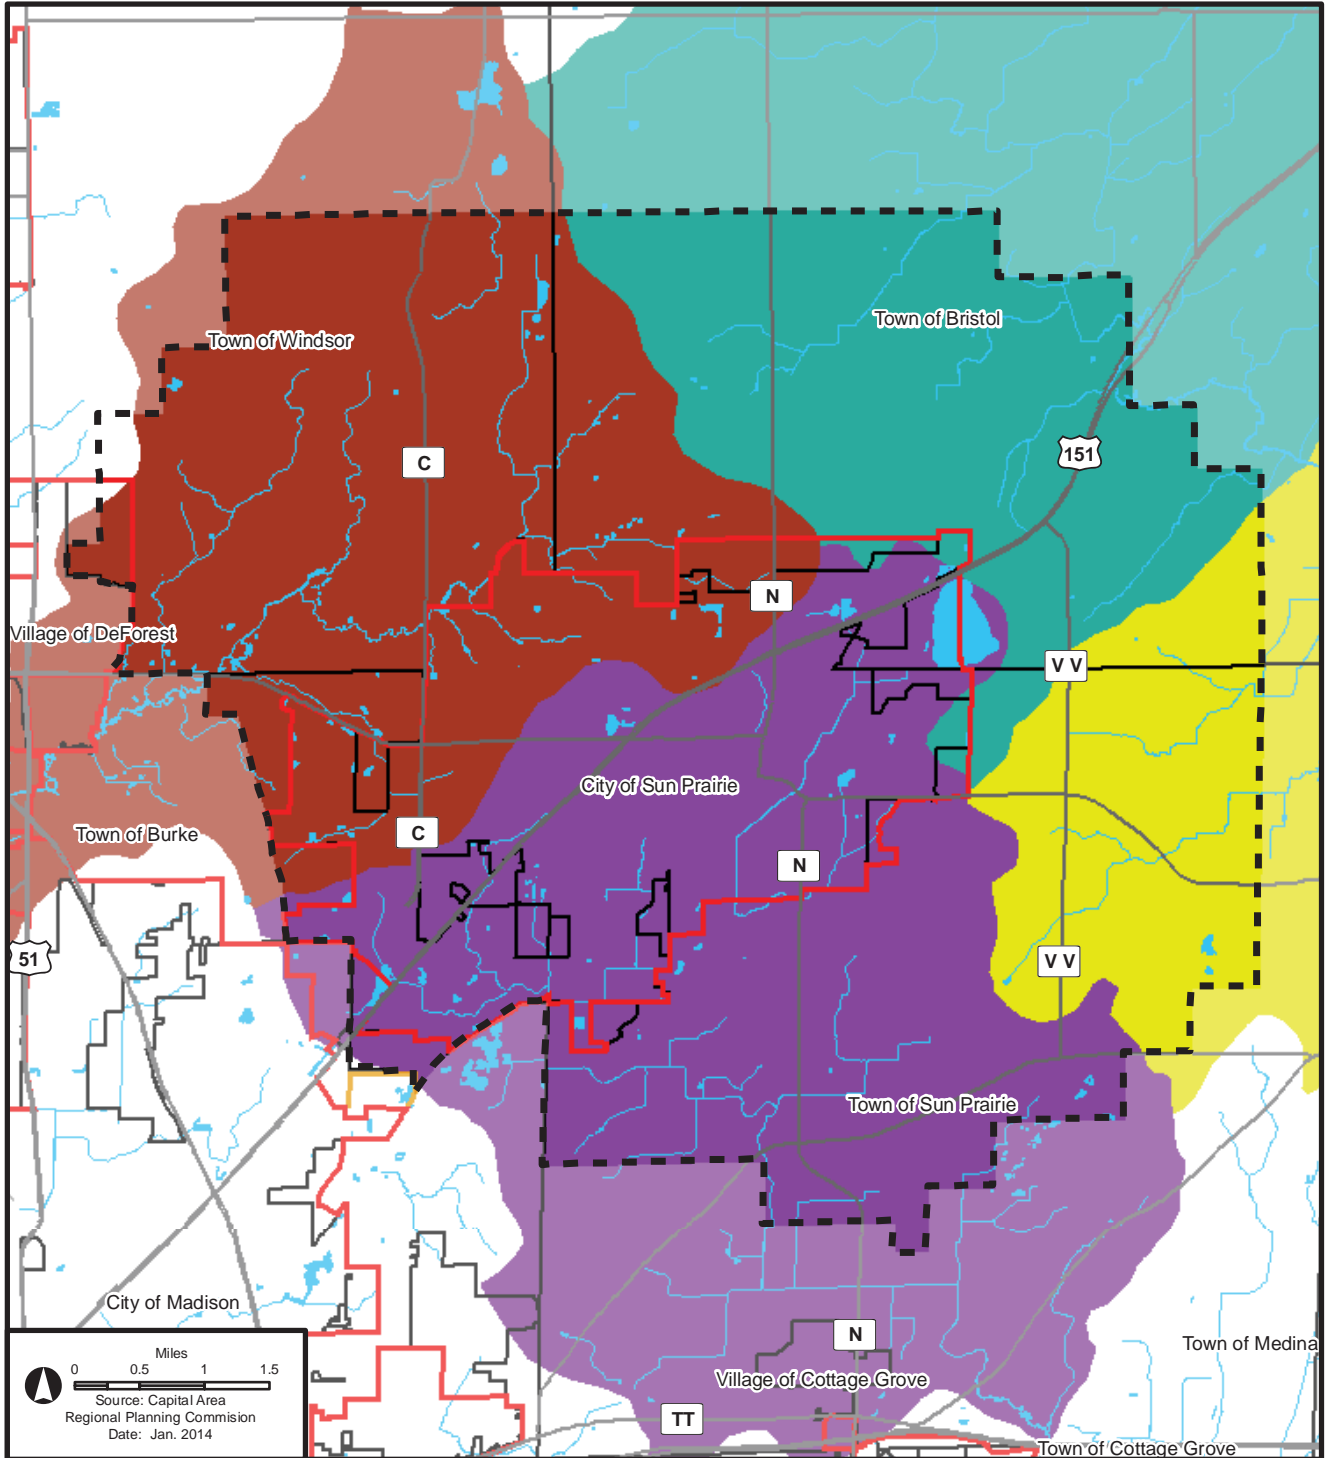 Town of Windsor
Town of Bristol
C
151
N
Village of DeForest
V V
City of Sun Prairie
Town of Burke
C
N
51
V V
Town of Sun Prairie
City of Madison
N
Town of Medina
Village of Cottage Grove
TT
Town of Cottage Grove
Miles
0 0.5 1 1.5
Source: Capital Area
Regional Planning Commision
Date: Jan. 2014